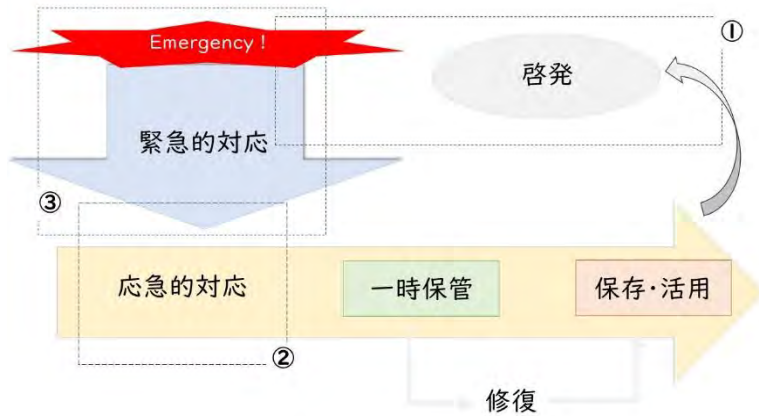 Emergency！
①
啓発
緊急的対応
③
応急的対応
一時保管
保存・活用
②
修復